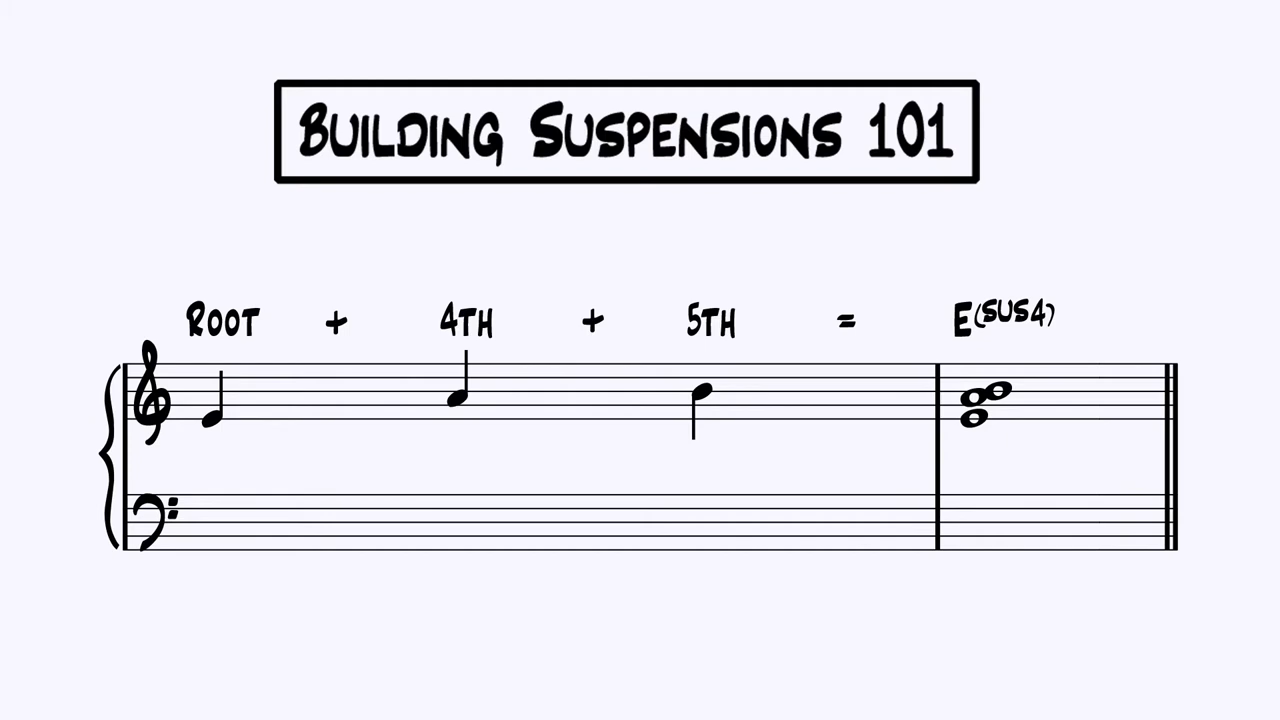 Building Suspensions 101
Root + 4th + 5th = E(sus4)